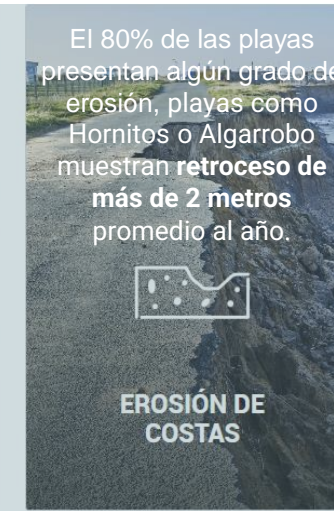 El 80% de las playas
presentan algún grado de
erosión, playas como
Hornitos o Algarrobo
muestran retroceso de
más de 2 metros
promedio al año.
EROSIÓN DE
COSTAS